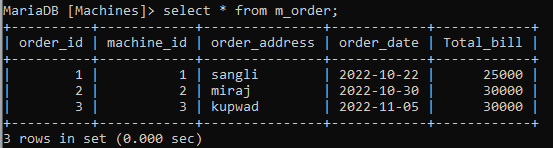 MariaDB [Machines]> select * from m_order;
+----------+------------+---------------+------------+------------+
| order_id | machine_id | order_address | order_date | Total_bill |
+----------+------------+---------------+------------+------------+
|        1 |          1 | sangli        | 2022-10-22 |      25000 |
|        2 |          2 | miraj         | 2022-10-30 |      30000 |
|        3 |          3 | kupwad        | 2022-11-05 |      30000 |
+----------+------------+---------------+------------+------------+
3 rows in set (0.000 sec)